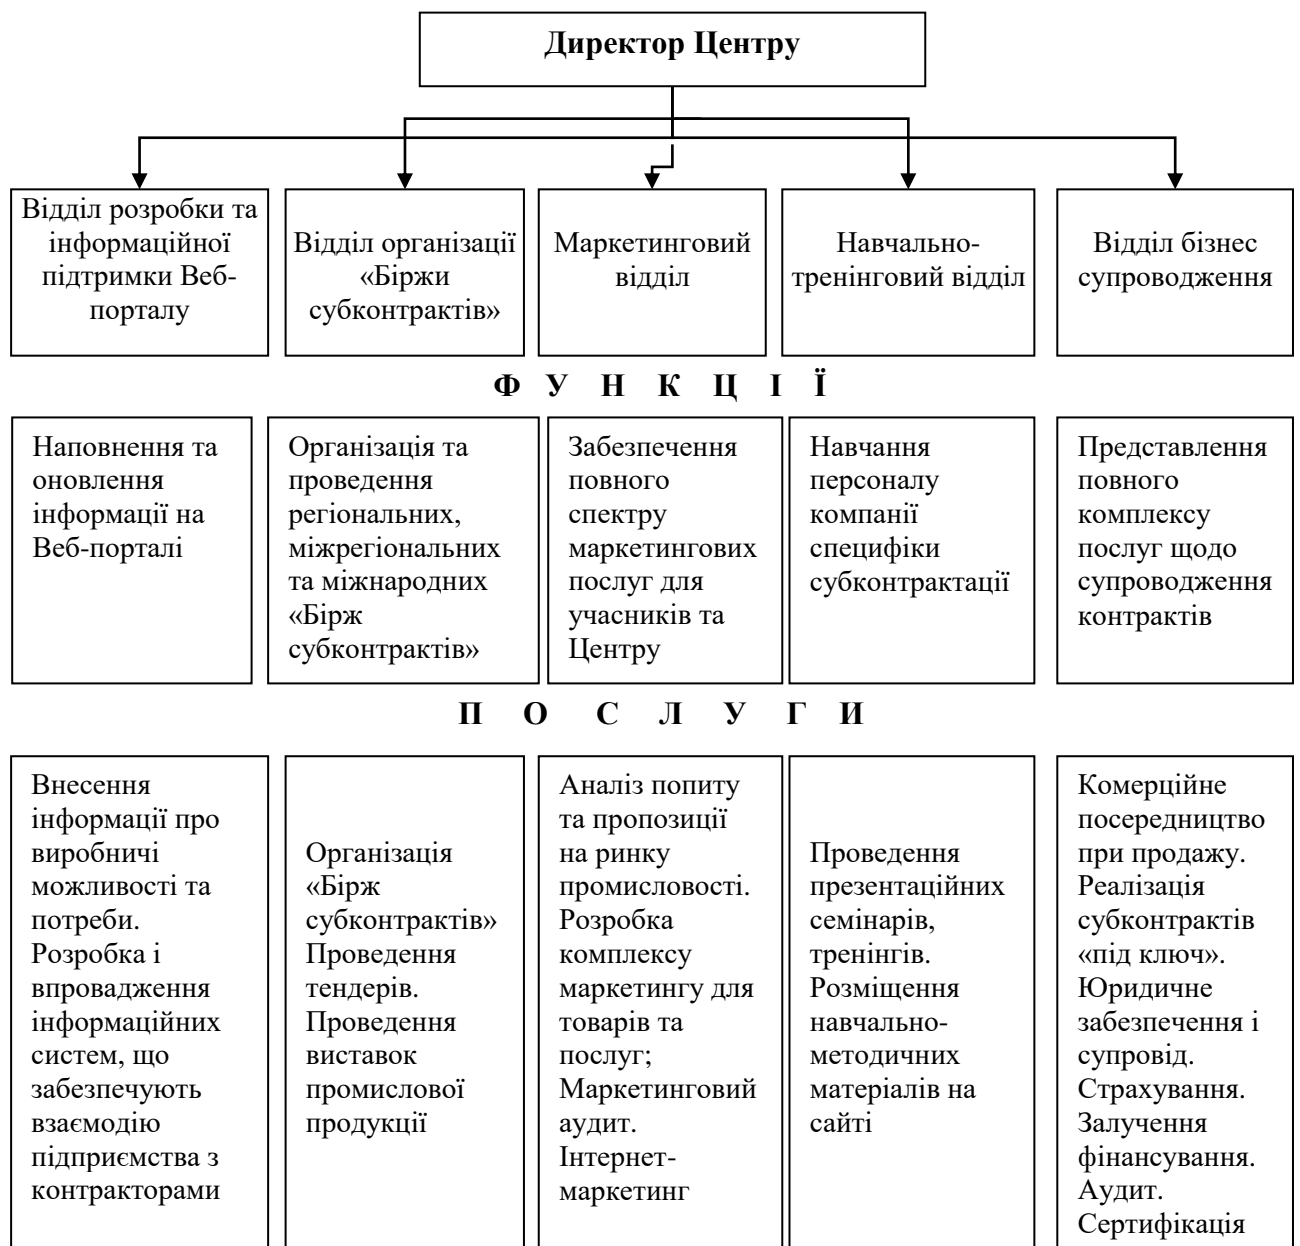 Директор Центру
Відділ розробки та
інформаційної
підтримки Веб-
порталу
Відділ організації
«Біржи
субконтрактів»
Маркетинговий
відділ
Навчально-
тренінговий відділ
Відділ бізнес
супроводження
Ф У Н К Ц І Ї
Наповнення та
оновлення
інформації на
Веб-порталі
Організація та
проведення
регіональних,
міжрегіональних
та міжнародних
«Бірж
субконтрактів»
Забезпечення
повного
спектру
маркетингових
послуг для
учасників та
Центру
Навчання
персоналу
компанії
специфіки
субконтрактації
Представлення
повного
комплексу
послуг щодо
супроводження
контрактів
П О С Л У Г И
Внесення
інформації про
виробничі
можливості та
потреби.
Розробка і
впровадження
інформаційних
систем, що
забезпечують
взаємодію
підприємства з
контракторами
Організація
«Бірж
субконтрактів»
Проведення
тендерів.
Проведення
виставок
промислової
продукції
Аналіз попиту
та пропозиції
на ринку
промисловості.
Розробка
комплексу
маркетингу для
товарів та
послуг;
Маркетинговий
аудит.
Інтернет-
маркетинг
Проведення
презентаційних
семінарів,
тренінгів.
Розміщення
навчально-
методичних
матеріалів на
сайті
Комерційне
посередництво
при продажу.
Реалізація
субконтрактів
«під ключ».
Юридичне
забезпечення і
супровід.
Страхування.
Залучення
фінансування.
Аудит.
Сертифікація